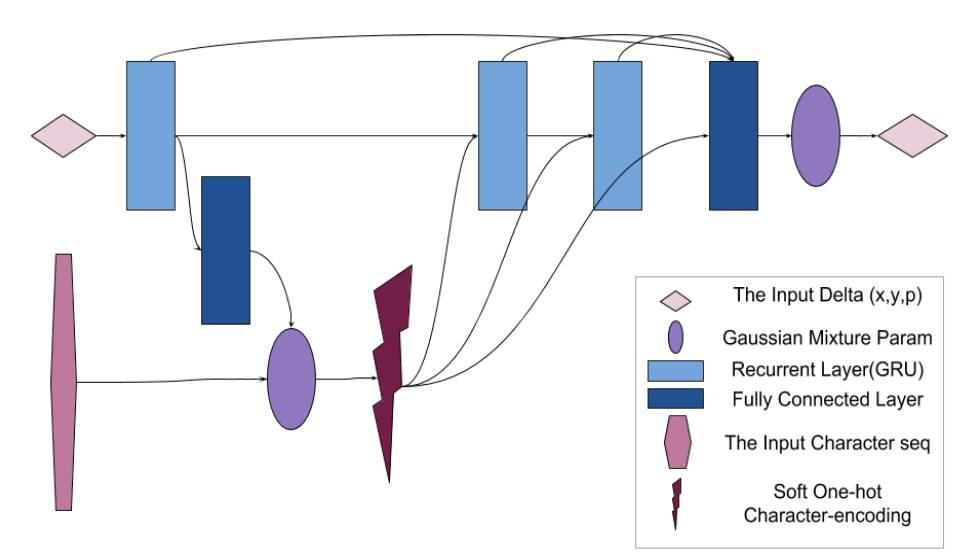 The Input Delta (x,y,p)
Gaussian Mixture Param
Recurrent Layer(GRU)
Fully Connected Layer
The Input Character seq
Soft One-hot
Character-encoding